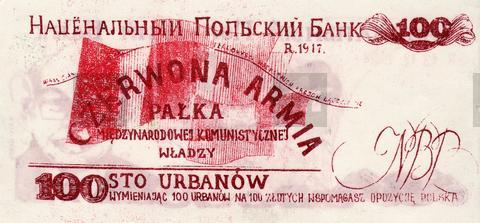 Нацёнальный Польский Банк
100
R.1917.
CZERWONA ARMIA
PAŁKA
MIĘDZYNARODOWEJ KOMUNISTYCZNEJ
WŁADZY
NBP
100 STO URBANÓW
WYMIENIAJĄC 100 URBANÓW NA 100 ZŁOTYCH WSPOMAGASZ OPOZYCJĘ POLSKĄ